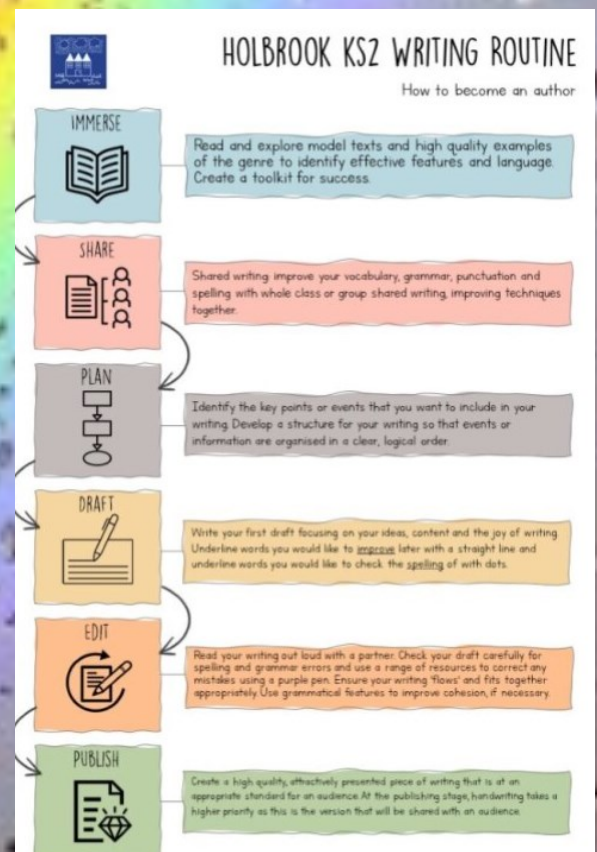 HOLBROOK KS2 WRITING ROUTINE
How to become an author
IMMERSE
Read and explore model texts and high quality examples
of the genre to identify effective features and language.
Create a toolkit for success.
SHARE
Shared writing: improve your vocabulary, grammar, punctuation and
spelling with whole class or group shared writing, improving techniques
together.
PLAN
Identify the key points or events that you want to include in your
writing. Develop a structure for your writing so that events or
information are organised in a clear, logical order.
DRAFT
Write your first draft focusing on your ideas, content and the joy of writing.
Underline words you would like to improve later with a straight line and
underline words you would like to check the spelling of with dots.
EDIT
Read your writing out loud with a partner. Check your draft carefully for
spelling and grammar errors and use a range of resources to correct any
mistakes using a purple pen. Ensure your writing 'flows' and fits together
appropriately. Use grammatical features to improve cohesion, if necessary.
PUBLISH
Create a high quality, attractively presented piece of writing that is at an
appropriate standard for an audience. At the publishing stage, handwriting takes a
higher priority as this is the version that will be shared with an audience.